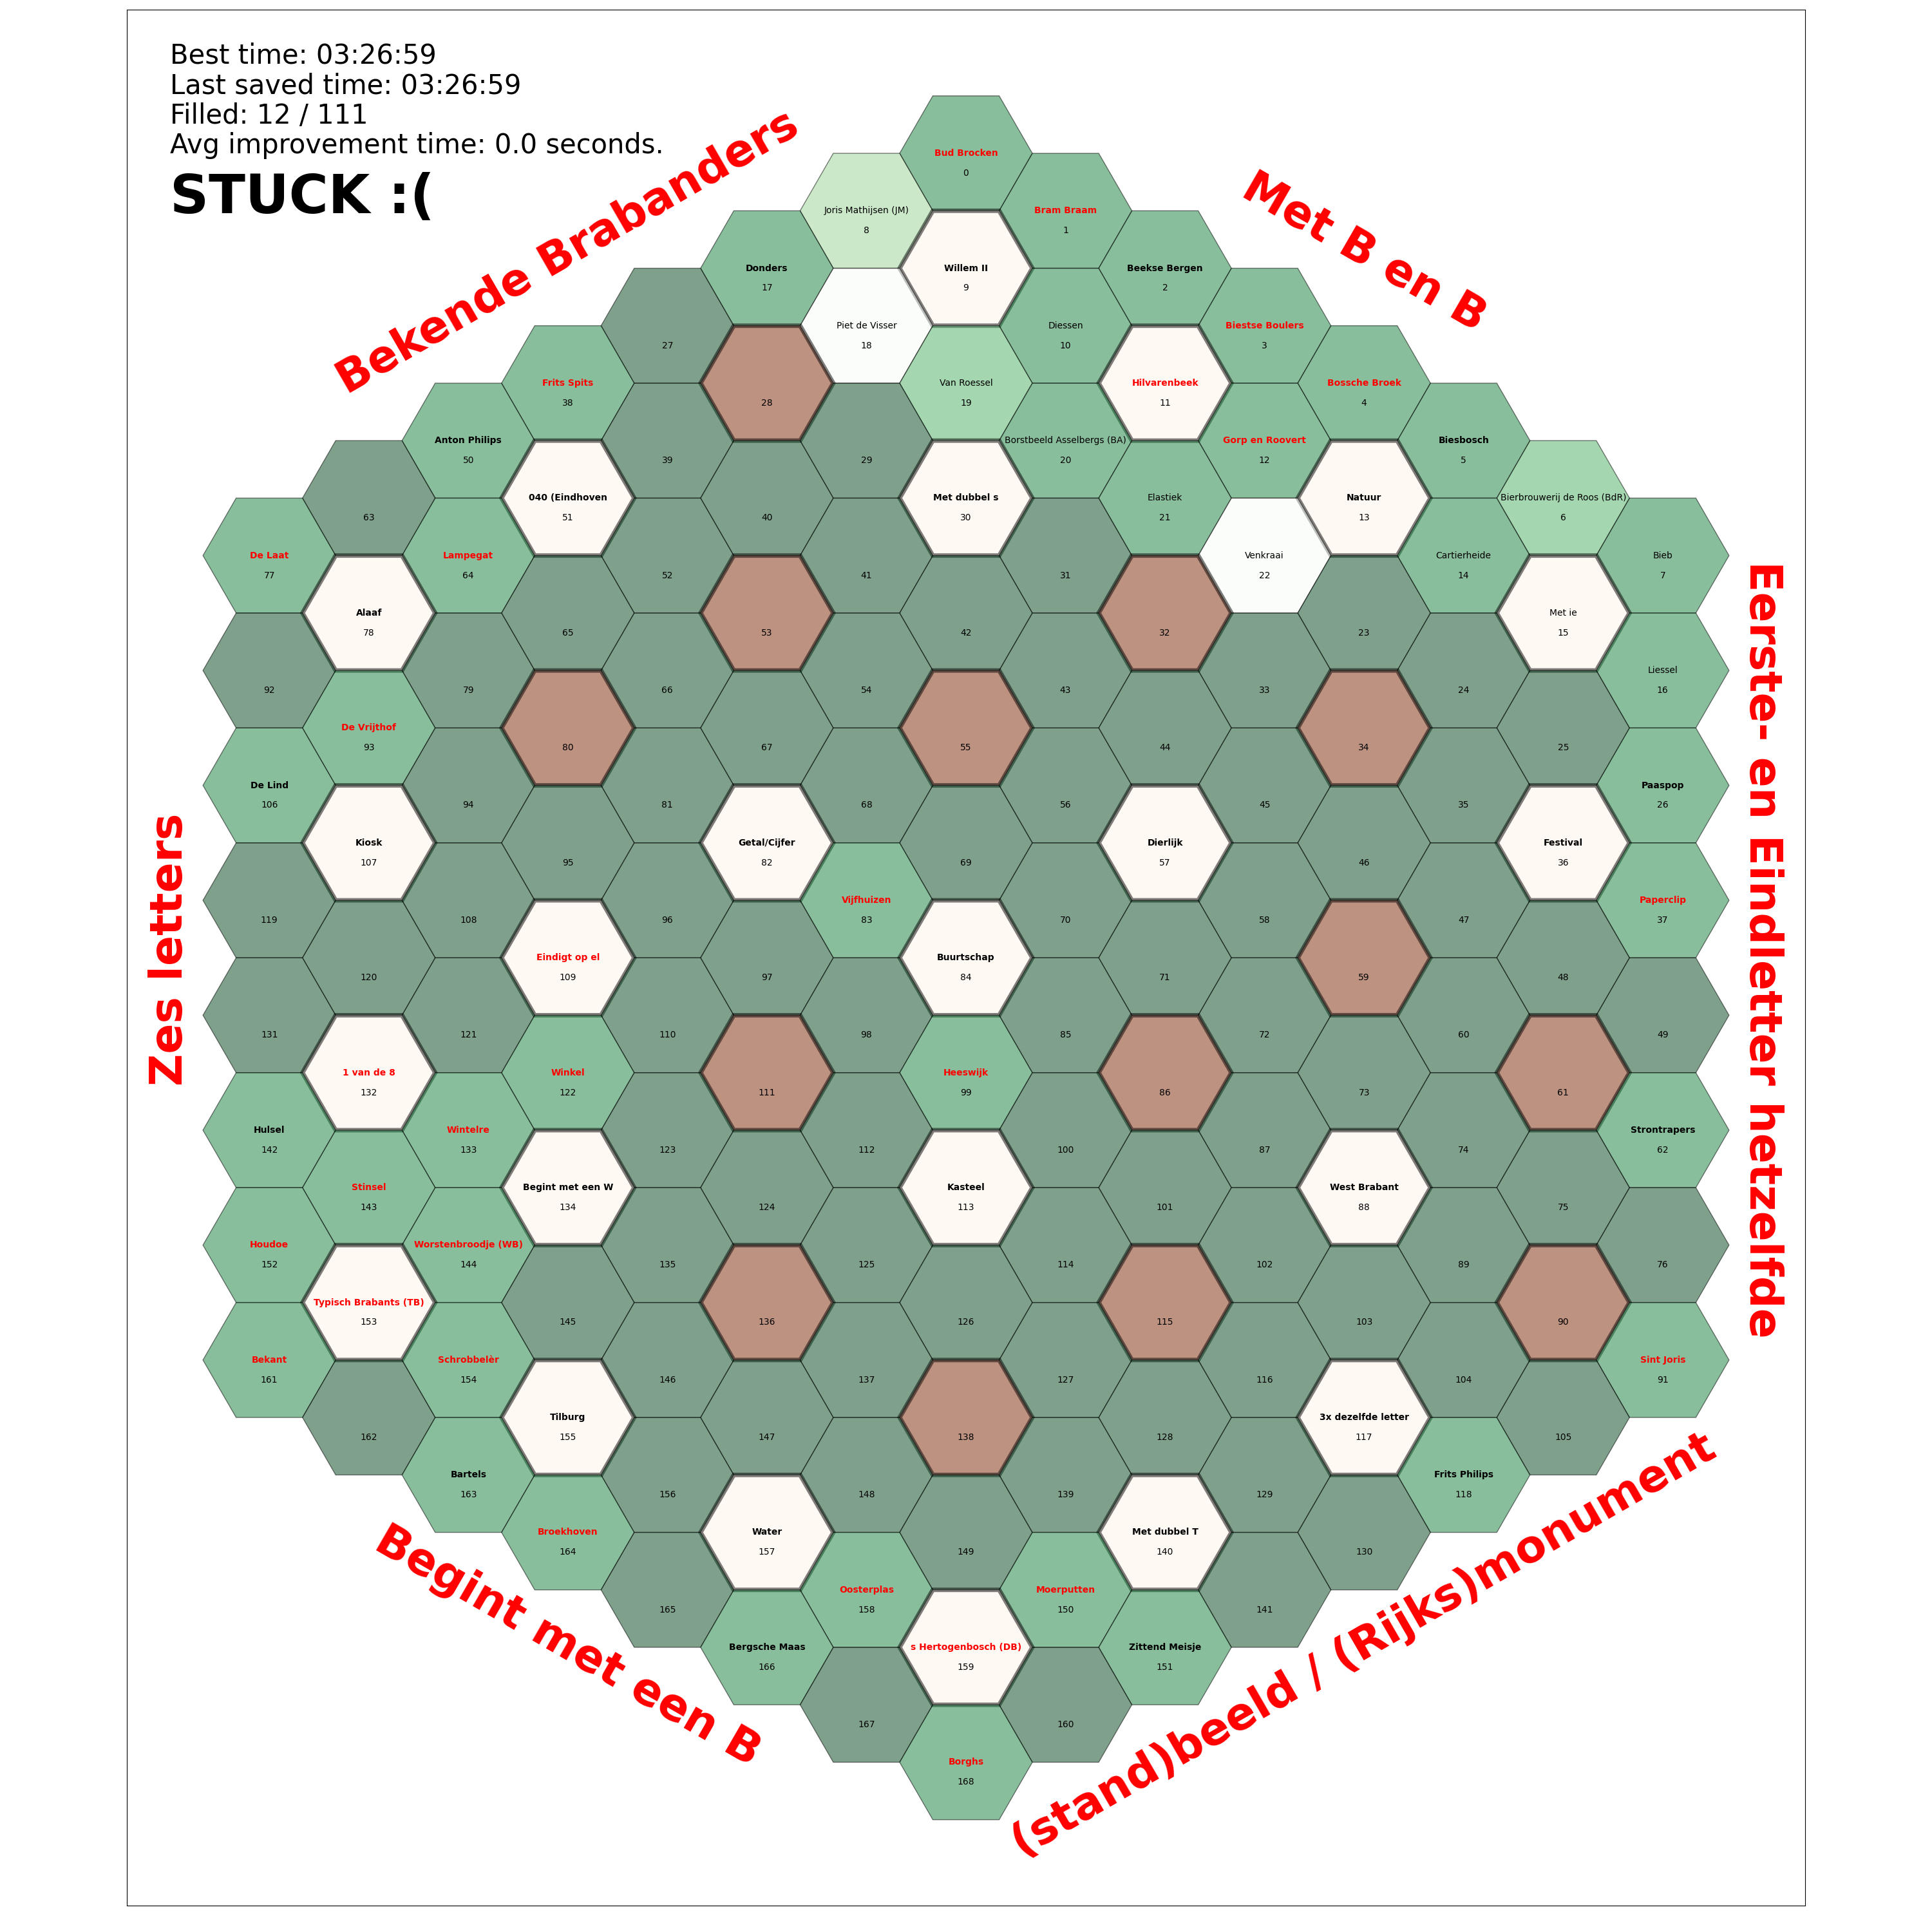 Best time: 03:26:59
Last saved time: 03:26:59
Filled: 12 / 111
Avg improvement time: 0.0 seconds.
STUCK :(
Bekende Brabanders
Met B en B
Eerste- en Eindletter hetzelfde
(stand)beeld / (Rijks)monument
Begint met een B
Zes letters
Bud Brocken
0
Bram Braam
1
Beekse Bergen
2
Biestse Boulers
3
Bossche Broek
4
Biesbosch
5
Bierbrouwerij de Roos (BdR)
6
Bieb
7
Joris Mathijsen (JM)
8
Willem II
9
Diessen
10
Hilvarenbeek
11
Gorp en Roovert
12
Natuur
13
Cartierheide
14
Met ie
15
Liessel
16
Donders
17
Piet de Visser
18
Van Roessel
19
Borstbeeld Asselbergs (BA)
20
Elastiek
21
Venkraai
22
23
24
25
Paaspop
26
27
28
29
Met dubbel s
30
31
32
33
34
35
Festival
36
Paperclip
37
Frits Spits
38
39
40
41
42
43
44
45
46
47
48
49
Anton Philips
50
040 (Eindhoven
51
52
53
54
55
56
Dierlijk
57
58
59
60
61
Strontrapers
62
63
Lampegat
64
65
66
67
68
69
70
71
72
73
74
75
76
De Laat
77
Alaaf
78
79
80
81
Getal/Cijfer
82
Vijfhuizen
83
Buurtschap
84
85
86
87
West Brabant
88
89
90
Sint Joris
91
92
De Vrijthof
93
94
95
96
97
98
Heeswijk
99
100
101
102
103
104
105
De Lind
106
Kiosk
107
108
Eindigt op el
109
110
111
112
Kasteel
113
114
115
116
3x dezelfde letter
117
Frits Philips
118
119
120
121
Winkel
122
123
124
125
126
127
128
129
130
131
1 van de 8
132
Wintelre
133
Begint met een W
134
135
136
137
138
139
Met dubbel T
140
141
Hulsel
142
Stinsel
143
Worstenbroodje (WB)
144
145
146
147
148
149
Moerputten
150
Zittend Meisje
151
Houdoe
152
Typisch Brabants (TB)
153
Schrobbelèr
154
Tilburg
155
156
Water
157
Oosterplas
158
s Hertogenbosch (DB)
159
160
Bekant
161
162
Bartels
163
Broekhoven
164
165
Bergsche Maas
166
167
Borghs
168